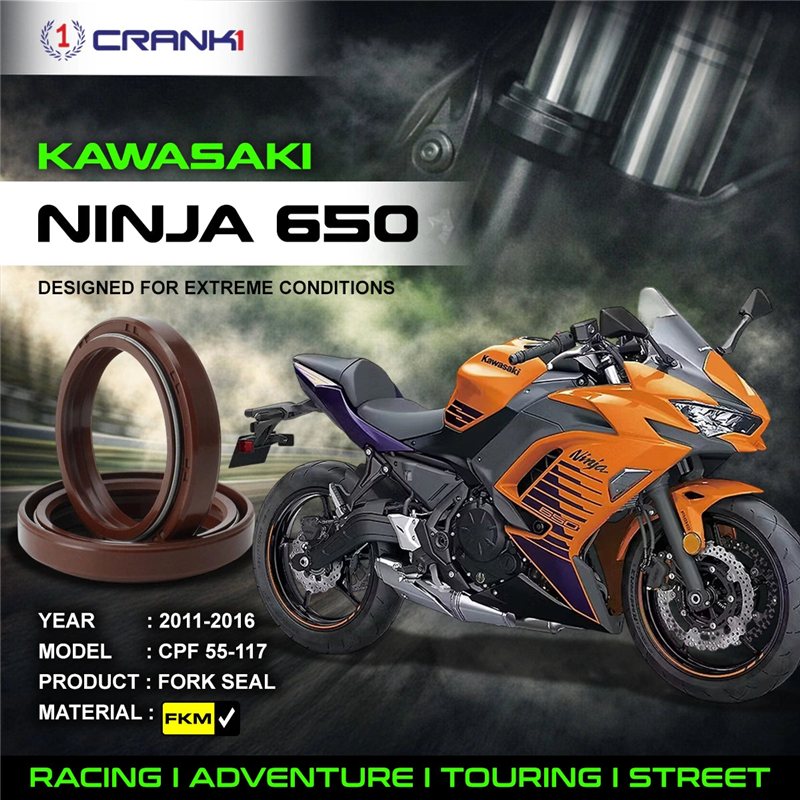 1 CRANK1
KAWASAKI
NINJA 650
DESIGNED FOR EXTREME CONDITIONS
Kawasaki
Ninja
650
YEAR : 2011-2016
MODEL : CPF 55-117
PRODUCT : FORK SEAL
MATERIAL : FKM
RACING I ADVENTURE I TOURING I STREET